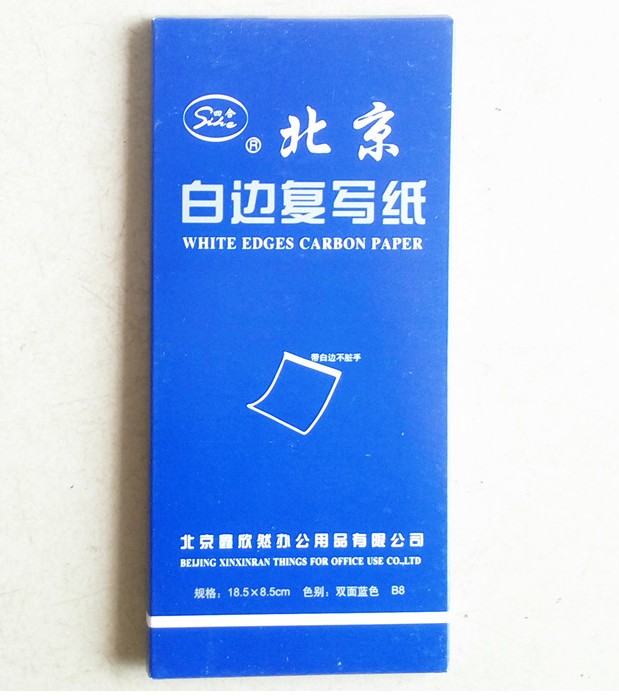 四合
Sihe
® 北京
白边复写纸
WHITE EDGES CARBON PAPER
带白边不脏手
北京鑫欣然办公用品有限公司
BEIJING XINXINRAN THINGS FOR OFFICE USE CO.,LTD
规格：18.5×8.5cm 色别：双面蓝色 B8